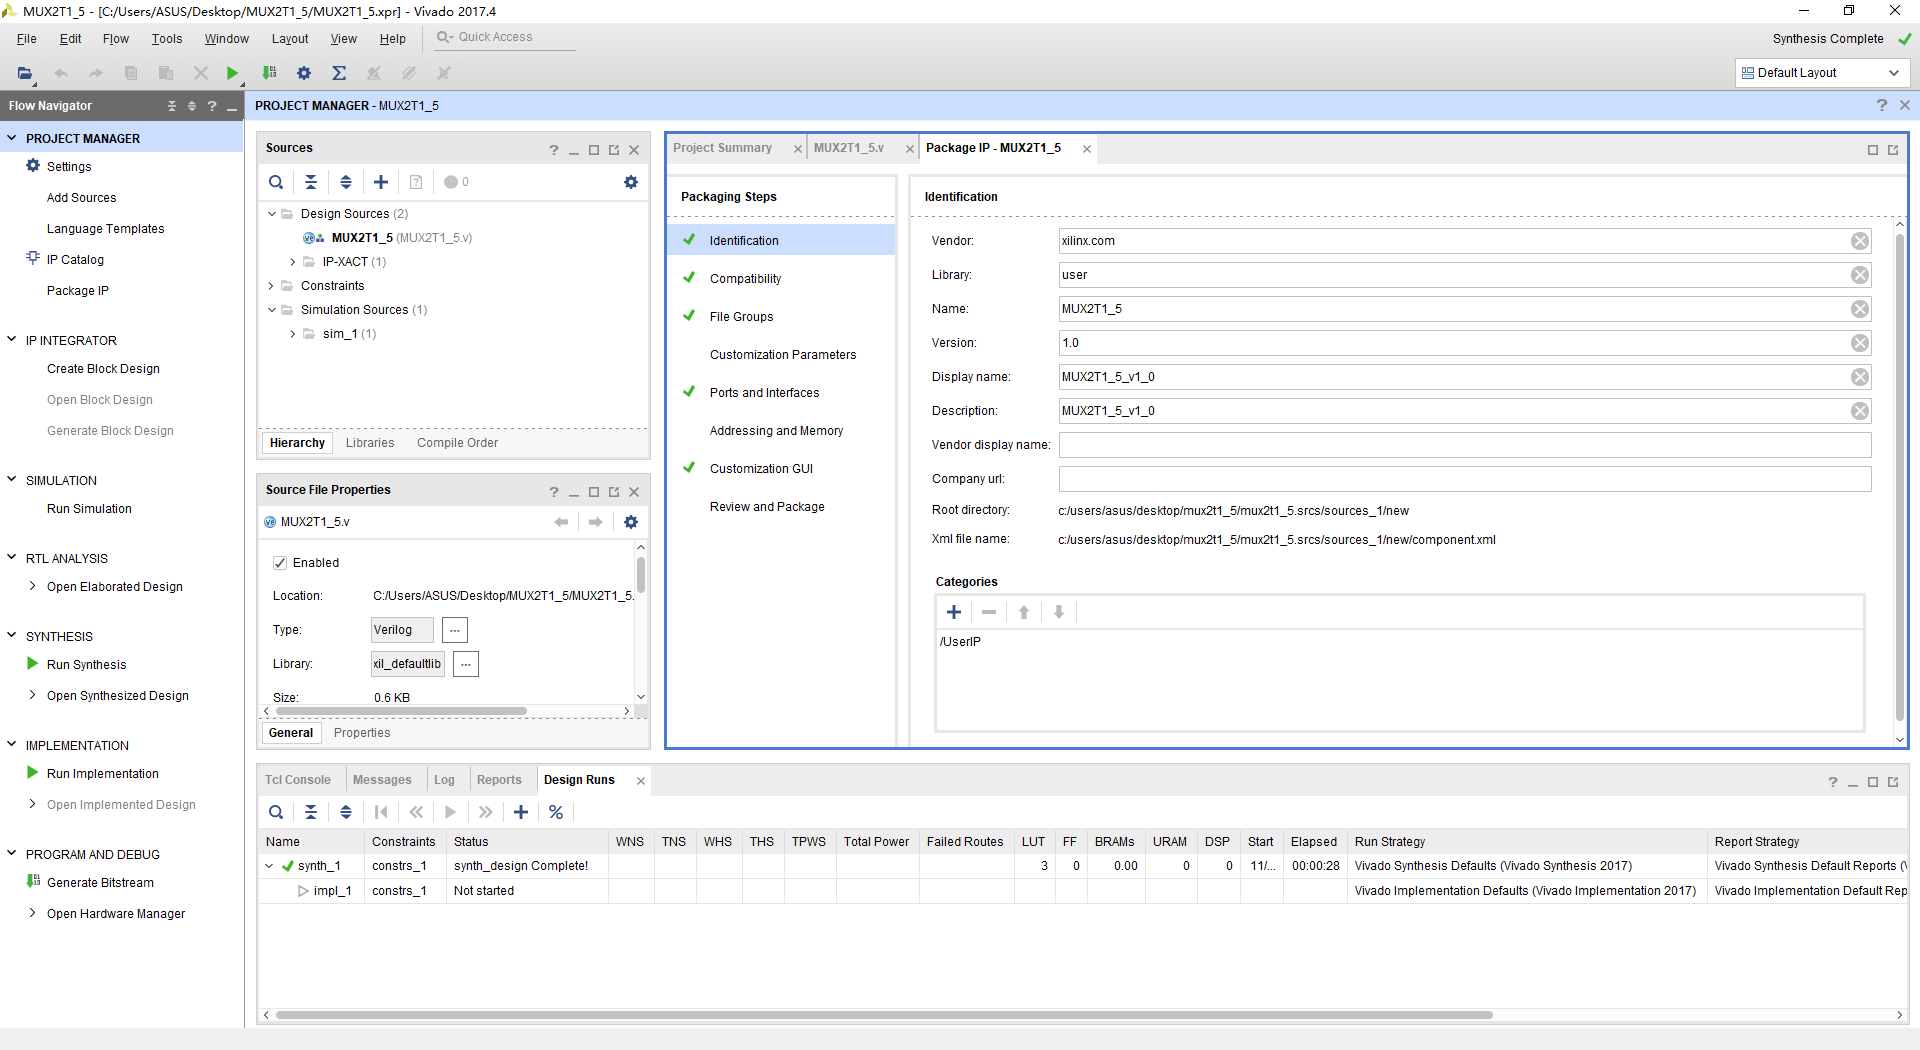 MUX2T1_5 - [C:/Users/ASUS/Desktop/MUX2T1_5/MUX2T1_5.xpr] - Vivado 2017.4
File Edit Flow Tools Window Layout View Help Quick Access
Synthesis Complete
Default Layout
Flow Navigator
PROJECT MANAGER
Settings
Add Sources
Language Templates
IP Catalog
Package IP
IP INTEGRATOR
Create Block Design
Open Block Design
Generate Block Design
SIMULATION
Run Simulation
RTL ANALYSIS
Open Elaborated Design
SYNTHESIS
Run Synthesis
Open Synthesized Design
IMPLEMENTATION
Run Implementation
Open Implemented Design
PROGRAM AND DEBUG
Generate Bitstream
Open Hardware Manager
PROJECT MANAGER - MUX2T1_5
Sources
0
Design Sources (2)
MUX2T1_5 (MUX2T1_5.v)
IP-XACT (1)
Constraints
Simulation Sources (1)
sim_1 (1)
Hierarchy Libraries Compile Order
Source File Properties
MUX2T1_5.v
Enabled
Location: C:/Users/ASUS/Desktop/MUX2T1_5/MUX2T1_5.
Type: Verilog ...
Library: xil_defaultlib ...
Size: 0.6 KB
General Properties
Project Summary MUX2T1_5.v Package IP - MUX2T1_5
Packaging Steps
Identification
Compatibility
File Groups
Customization Parameters
Ports and Interfaces
Addressing and Memory
Customization GUI
Review and Package
Identification
Vendor: xilinx.com
Library: user
Name: MUX2T1_5
Version: 1.0
Display name: MUX2T1_5_v1_0
Description: MUX2T1_5_v1_0
Vendor display name:
Company url:
Root directory: c:/users/asus/desktop/mux2t1_5/mux2t1_5.srcs/sources_1/new
Xml file name: c:/users/asus/desktop/mux2t1_5/mux2t1_5.srcs/sources_1/new/component.xml
Categories
/UserIP
Tcl Console Messages Log Reports Design Runs
Name Constraints Status WNS TNS WHS THS TPWS Total Power Failed Routes LUT FF BRAMs URAM DSP Start Elapsed Run Strategy Report Strategy
synth_1 constrs_1 synth_design Complete! 3 0 0.00 0 0 11/... 00:00:28 Vivado Synthesis Defaults (Vivado Synthesis 2017) Vivado Synthesis Default Reports (V
impl_1 constrs_1 Not started Vivado Implementation Defaults (Vivado Implementation 2017) Vivado Implementation Default Rep